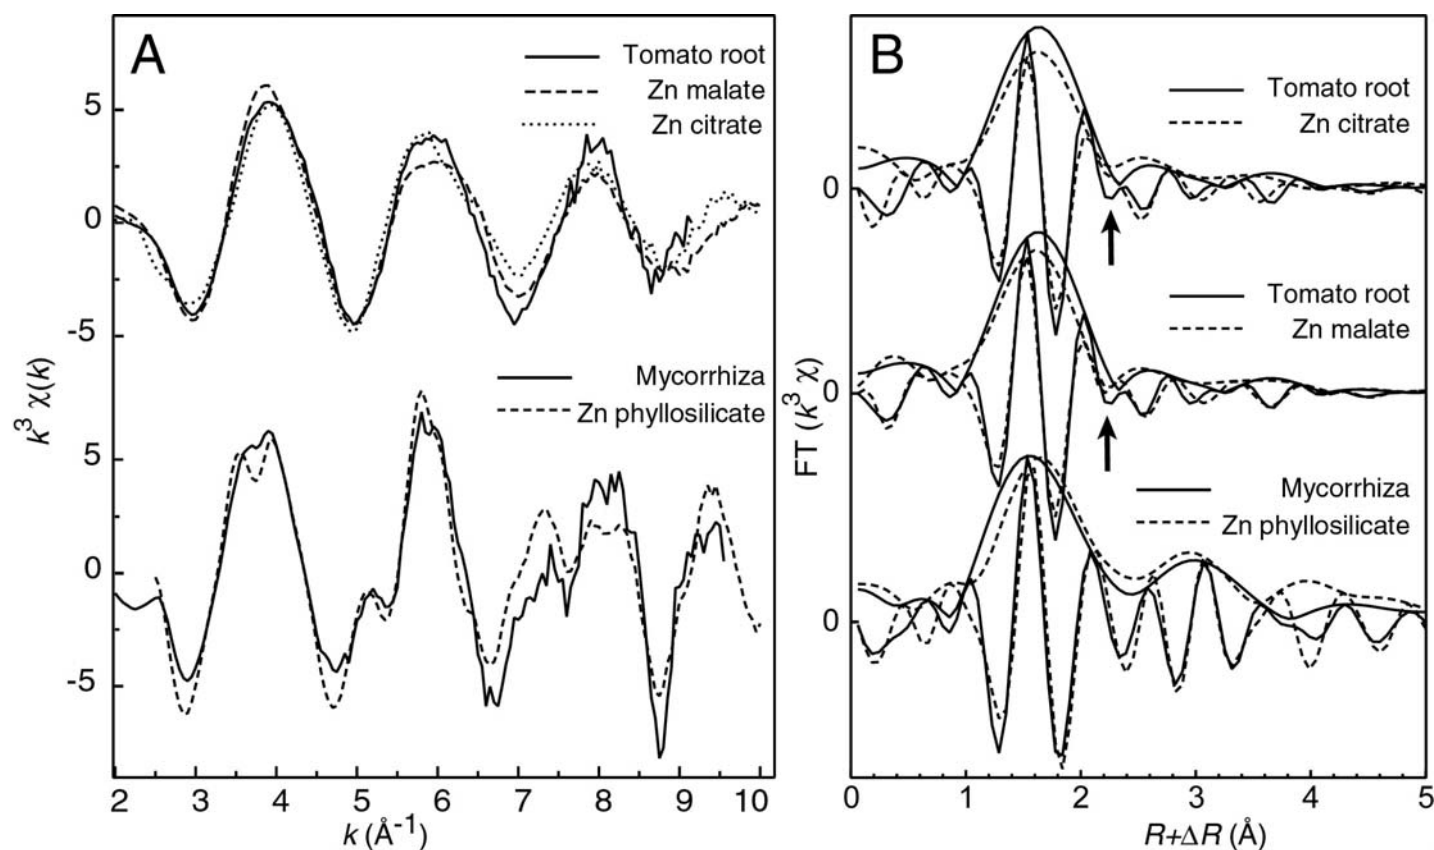 A
Tomato root
Zn malate
Zn citrate
5
0
-5
Mycorrhiza
Zn phyllosilicate
5
0
-5
k³ χ(k)
2 3 4 5 6 7 8 9 10
k (Å⁻¹)
B
Tomato root
Zn citrate
0
Tomato root
Zn malate
0
Mycorrhiza
Zn phyllosilicate
0
FT (k³ χ)
0 1 2 3 4 5
R+ΔR (Å)